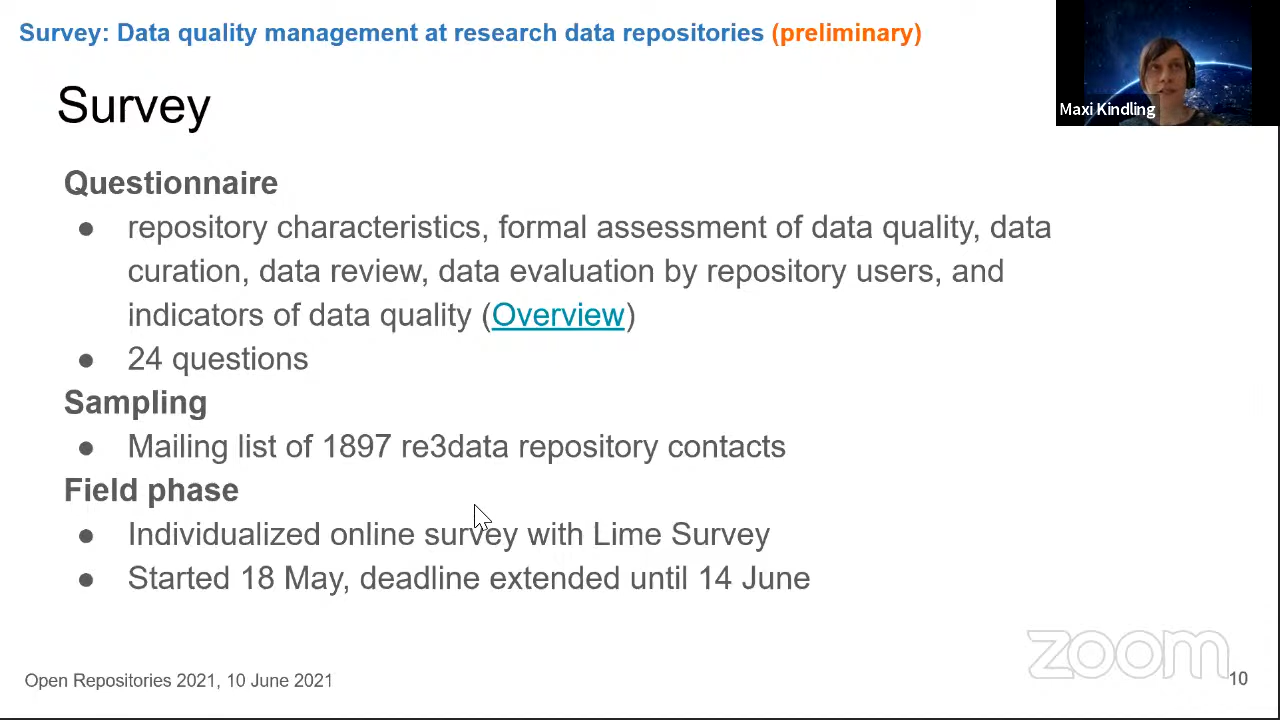 Survey: Data quality management at research data repositories (preliminary)
Maxi Kindling
Survey
Questionnaire
● repository characteristics, formal assessment of data quality, data
curation, data review, data evaluation by repository users, and
indicators of data quality (Overview)
● 24 questions
Sampling
● Mailing list of 1897 re3data repository contacts
Field phase
● Individualized online survey with Lime Survey
● Started 18 May, deadline extended until 14 June
zoom
Open Repositories 2021, 10 June 2021
10